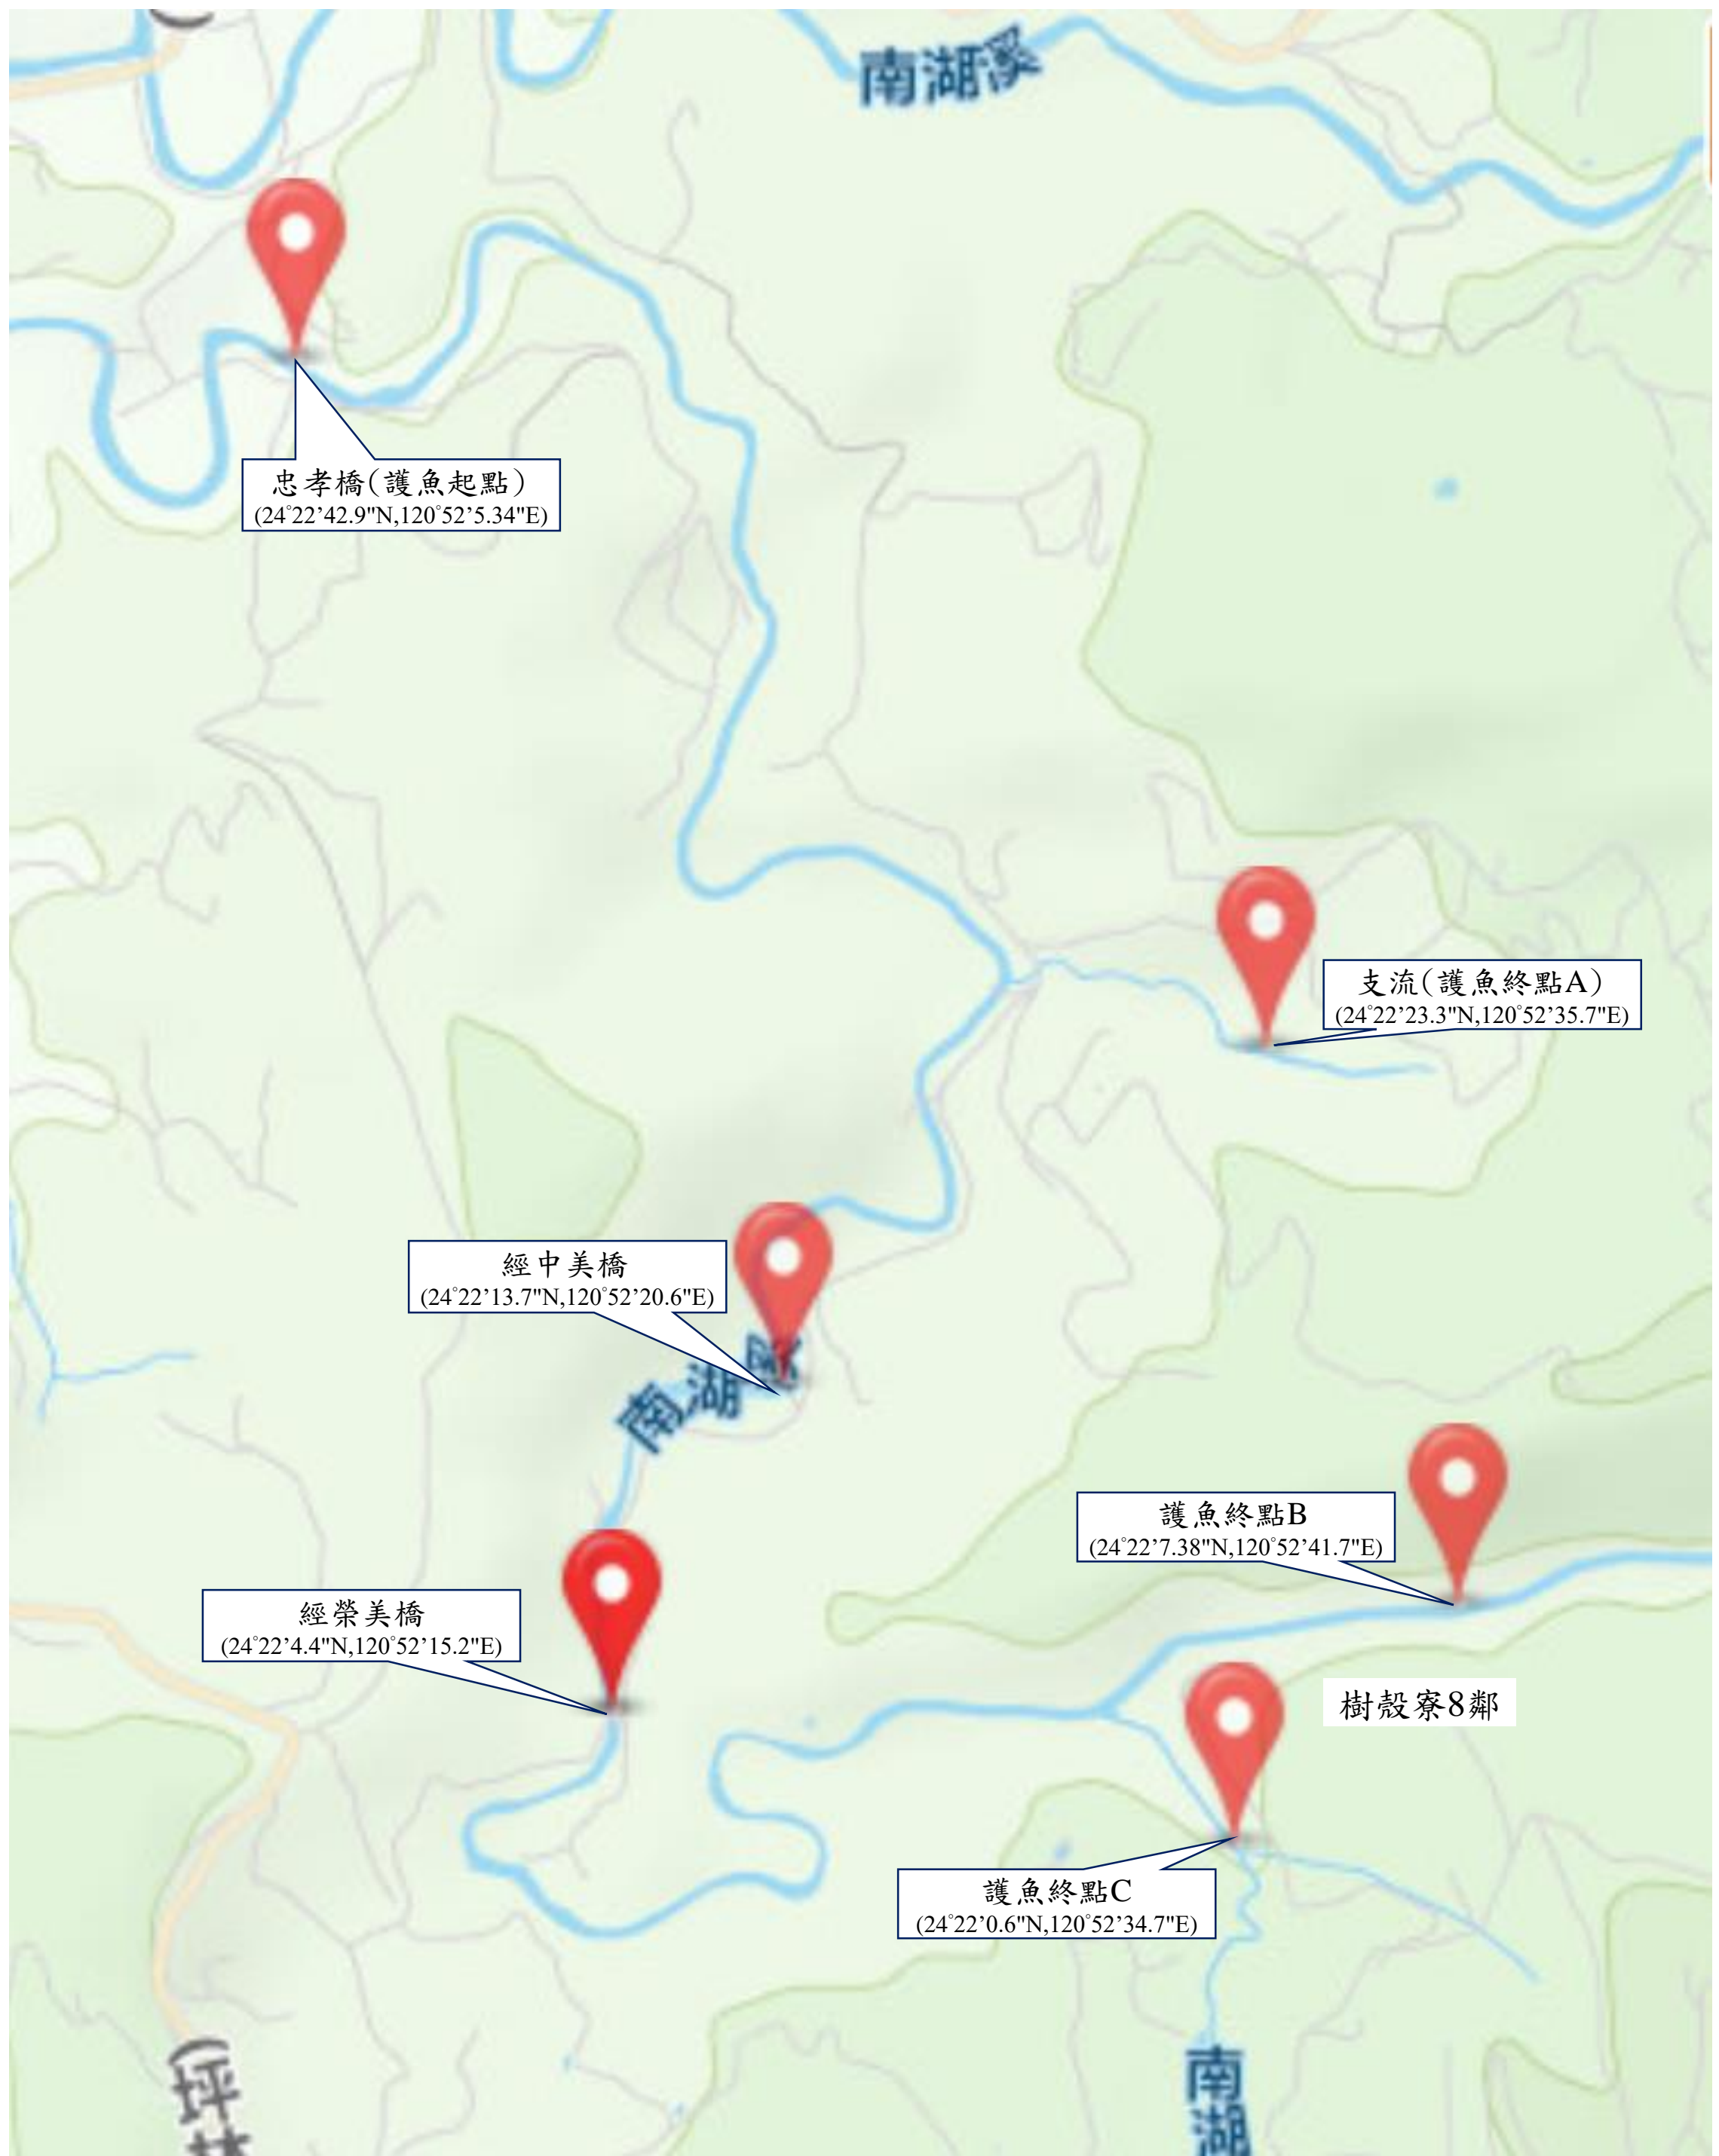 南湖溪
忠孝橋(護魚起點)
(24°22’42.9"N,120°52’5.34"E)
支流(護魚終點A)
(24°22’23.3"N,120°52’35.7"E)
經中美橋
(24°22’13.7"N,120°52’20.6"E)
南湖溪
護魚終點B
(24°22’7.38"N,120°52’41.7"E)
經榮美橋
(24°22’4.4"N,120°52’15.2"E)
樹殼寮8鄰
護魚終點C
(24°22’0.6"N,120°52’34.7"E)
(坪林
南湖